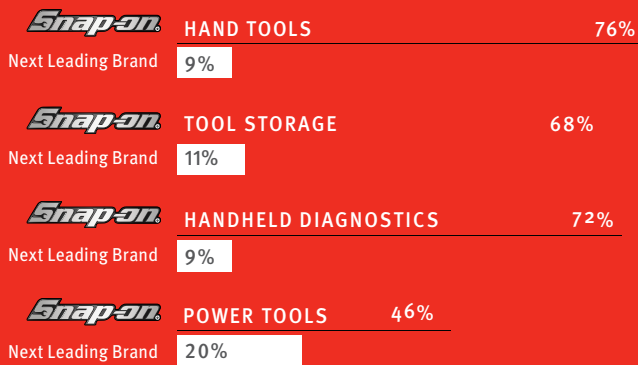 Snap-on HAND TOOLS 76%
Next Leading Brand 9%
Snap-on TOOL STORAGE 68%
Next Leading Brand 11%
Snap-on HANDHELD DIAGNOSTICS 72%
Next Leading Brand 9%
Snap-on POWER TOOLS 46%
Next Leading Brand 20%